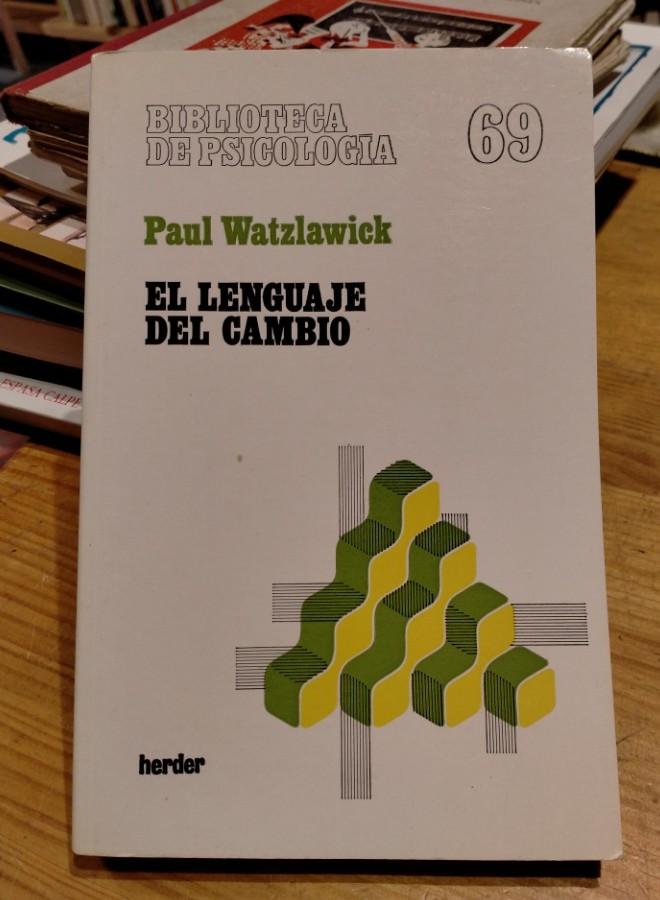 BIBLIOTECA
DE PSICOLOGÍA
69
Paul Watzlawick
EL LENGUAJE
DEL CAMBIO
herder
ESPASA CALPE